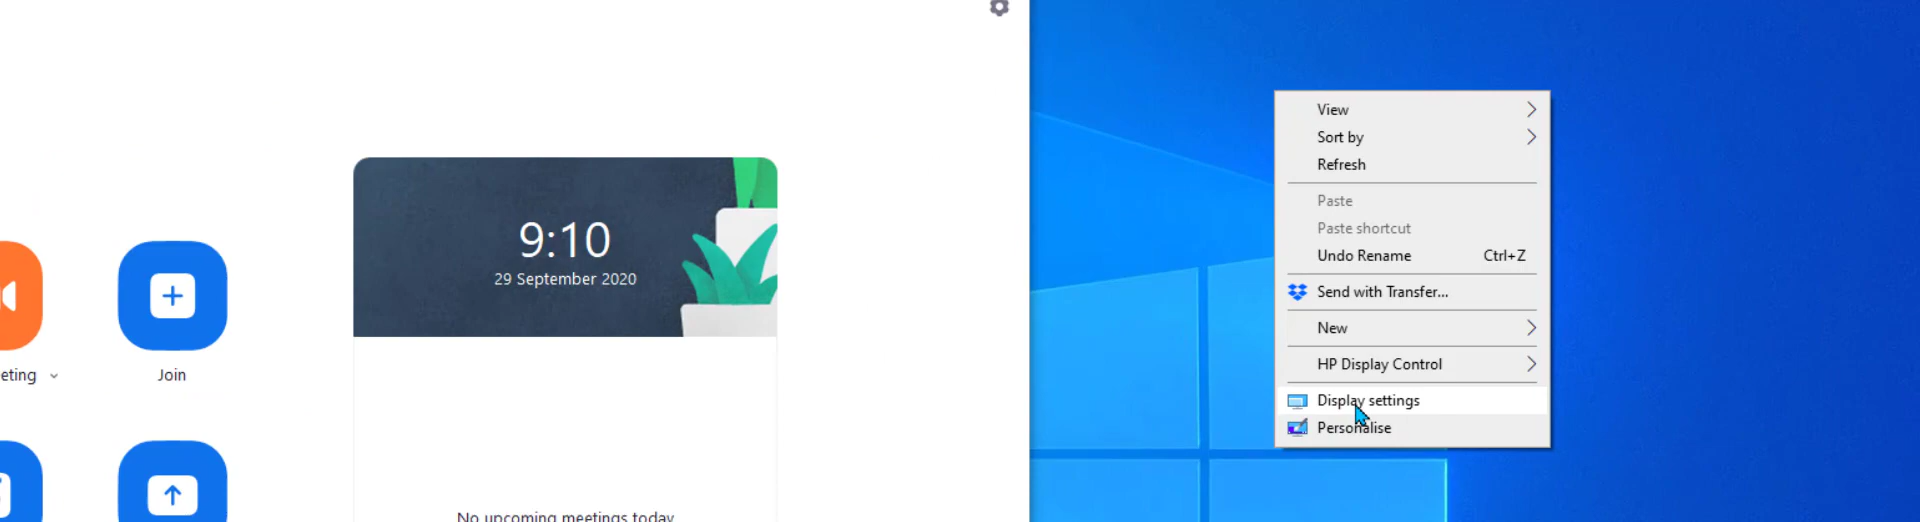 9:10
29 September 2020
eting
Join
No upcoming meetings today
View
Sort by
Refresh
Paste
Paste shortcut
Undo Rename Ctrl+Z
Send with Transfer...
New
HP Display Control
Display settings
Personalise